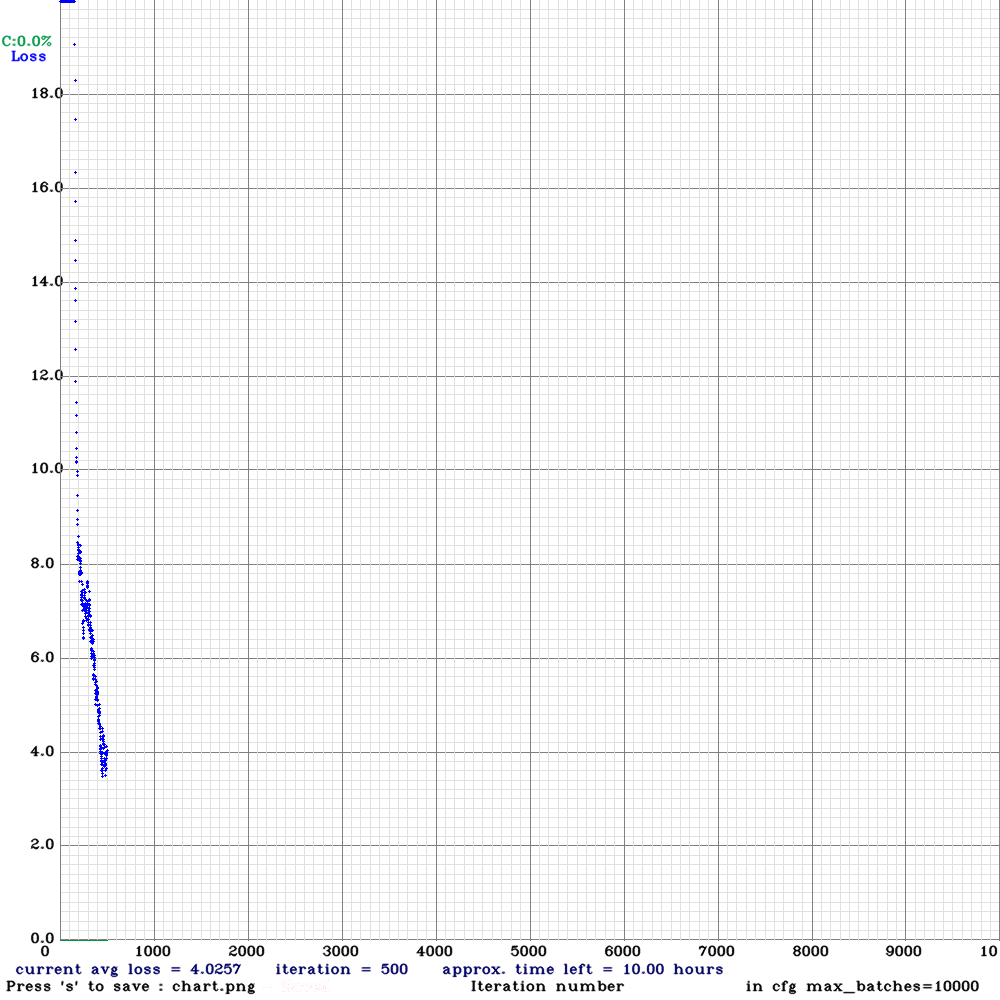 C:0.0%
Loss
18.0
16.0
14.0
12.0
10.0
8.0
6.0
4.0
2.0
0.0
0 1000 2000 3000 4000 5000 6000 7000 8000 9000 10
current avg loss = 4.0257 iteration = 500 approx. time left = 10.00 hours
Press 's' to save : chart.png Iteration number in cfg max_batches=10000